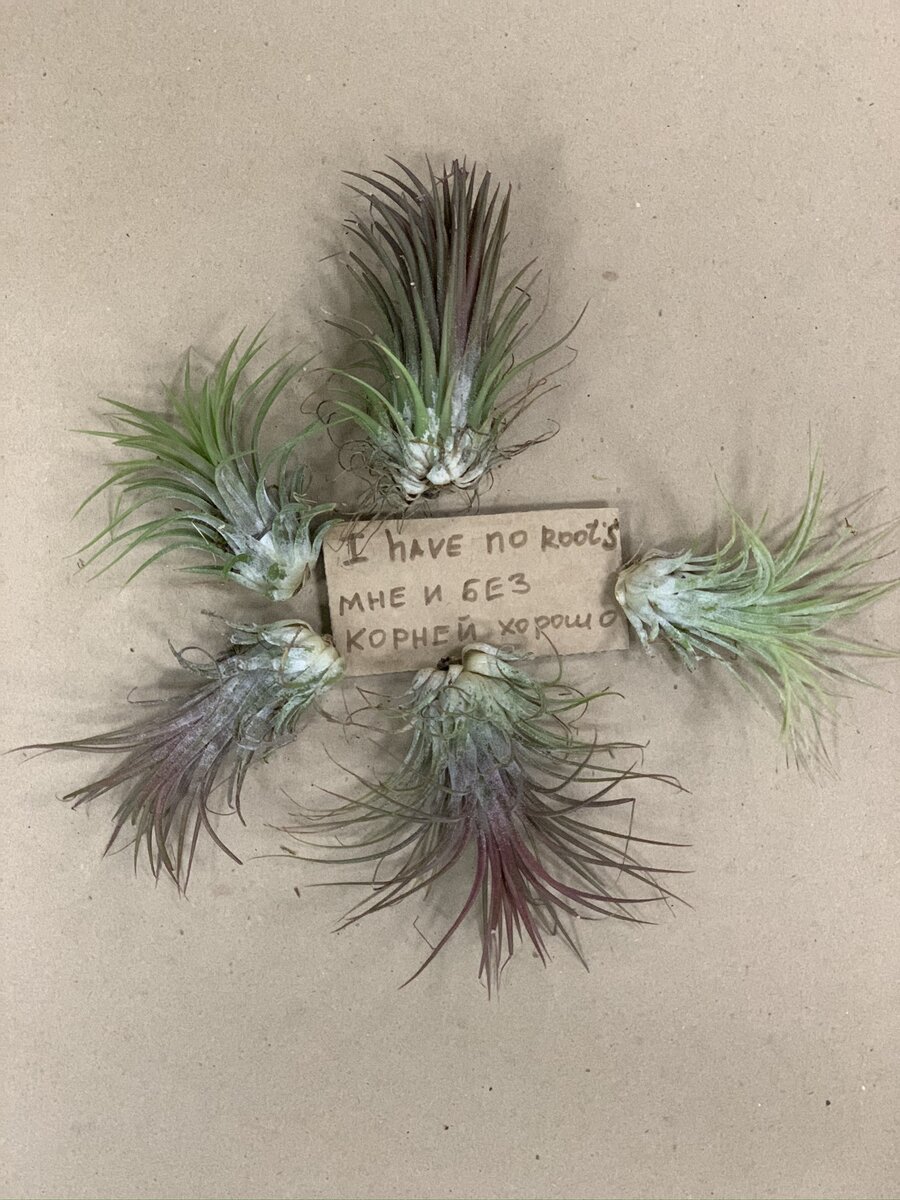 I HAVE NO ROOT'S
МНЕ И БЕЗ
КОРНЕЙ ХОРОШО